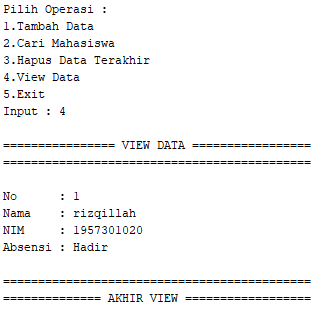 Pilih Operasi :
1.Tambah Data
2.Cari Mahasiswa
3.Hapus Data Terakhir
4.View Data
5.Exit
Input : 4
================ VIEW DATA =================
============================================
No      : 1
Nama    : rizqillah
NIM     : 1957301020
Absensi : Hadir
============================================
============== AKHIR VIEW ==================